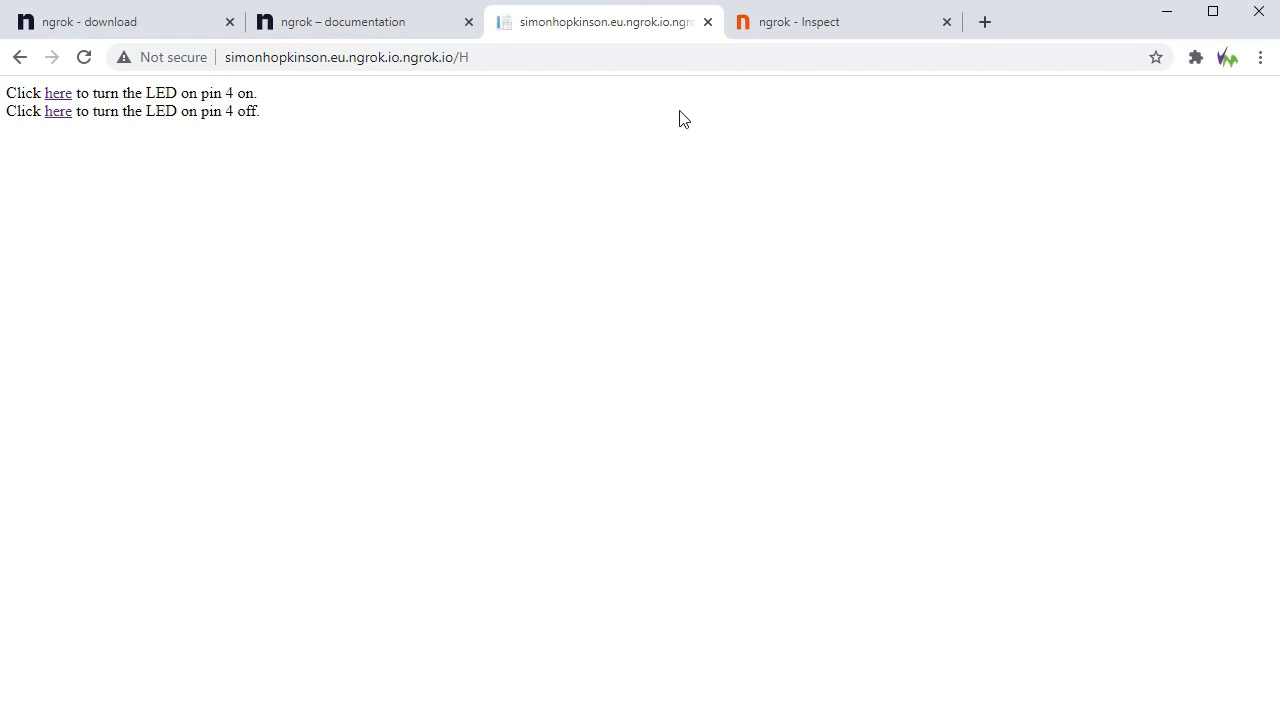 ngrok - download
ngrok – documentation
simonhopkinson.eu.ngrok.io.ngro
ngrok - Inspect
Not secure
simonhopkinson.eu.ngrok.io.ngrok.io/H
Click here to turn the LED on pin 4 on.
Click here to turn the LED on pin 4 off.